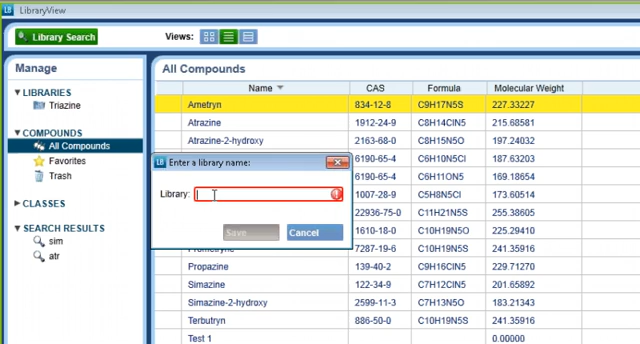 LB LibraryView
Library Search Views:
Manage
LIBRARIES
Triazine
COMPOUNDS
All Compounds
Favorites
Trash
CLASSES
SEARCH RESULTS
sim
atr
All Compounds
Name CAS Formula Molecular Weight
Ametryn 834-12-8 C9H17N5S 227.33227
Atrazine 1912-24-9 C8H14ClN5 215.68581
Atrazine-2-hydroxy 2163-68-0 C8H15N5O 197.24032
6190-65-4 C6H10N5Cl 187.63203
6190-65-4 C6H11ON5 169.18654
1007-28-9 C5H8N5Cl 173.60514
22936-75-0 C11H21N5S 255.38605
1610-18-0 C10H19N5O 225.29410
Prometryne 7287-19-6 C10H19N5S 241.35916
Propazine 139-40-2 C9H16ClN5 229.71270
Simazine 122-34-9 C7H12ClN5 201.65892
Simazine-2-hydroxy 2599-11-3 C7H13N5O 183.21343
Terbutryn 886-50-0 C10H19N5S 241.35916
Test 1 0.00000
LB Enter a library name:
Library:
Save Cancel